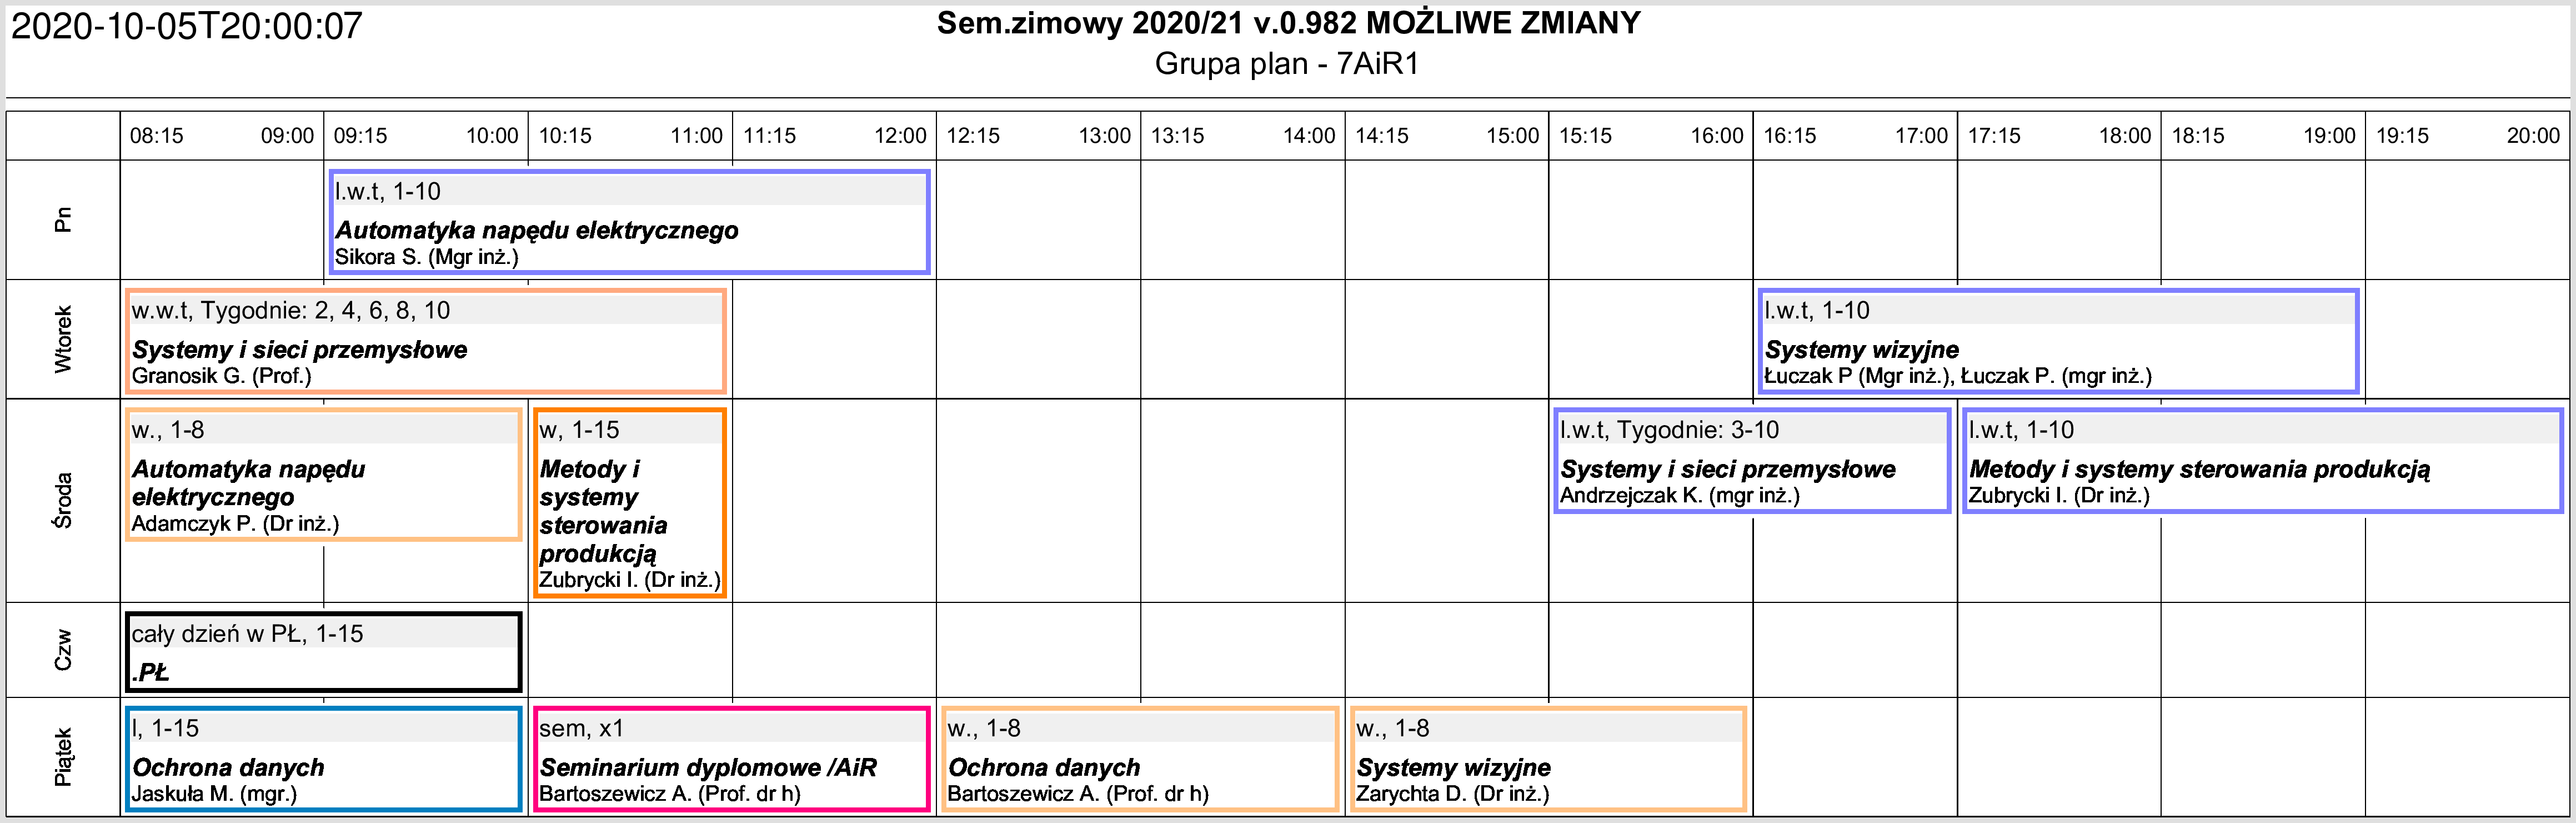 2020-10-05T20:00:07
Sem.zimowy 2020/21 v.0.982 MOŻLIWE ZMIANY
Grupa plan - 7AiR1
08:15 09:00 09:15 10:00 10:15 11:00 11:15 12:00 12:15 13:00 13:15 14:00 14:15 15:00 15:15 16:00 16:15 17:00 17:15 18:00 18:15 19:00 19:15 20:00
Pn
l.w.t, 1-10
Automatyka napędu elektrycznego
Sikora S. (Mgr inż.)
Wtorek
w.w.t, Tygodnie: 2, 4, 6, 8, 10
Systemy i sieci przemysłowe
Granosik G. (Prof.)
l.w.t, 1-10
Systemy wizyjne
Łuczak P (Mgr inż.), Łuczak P. (mgr inż.)
Środa
w., 1-8
Automatyka napędu
elektrycznego
Adamczyk P. (Dr inż.)
w, 1-15
Metody i
systemy
sterowania
produkcją
Zubrycki I. (Dr inż.)
l.w.t, Tygodnie: 3-10
Systemy i sieci przemysłowe
Andrzejczak K. (mgr inż.)
l.w.t, 1-10
Metody i systemy sterowania produkcją
Zubrycki I. (Dr inż.)
Czw
cały dzień w PŁ, 1-15
.PŁ
Piątek
l, 1-15
Ochrona danych
Jaskuła M. (mgr.)
sem, x1
Seminarium dyplomowe /AiR
Bartoszewicz A. (Prof. dr h)
w., 1-8
Ochrona danych
Bartoszewicz A. (Prof. dr h)
w., 1-8
Systemy wizyjne
Zarychta D. (Dr inż.)